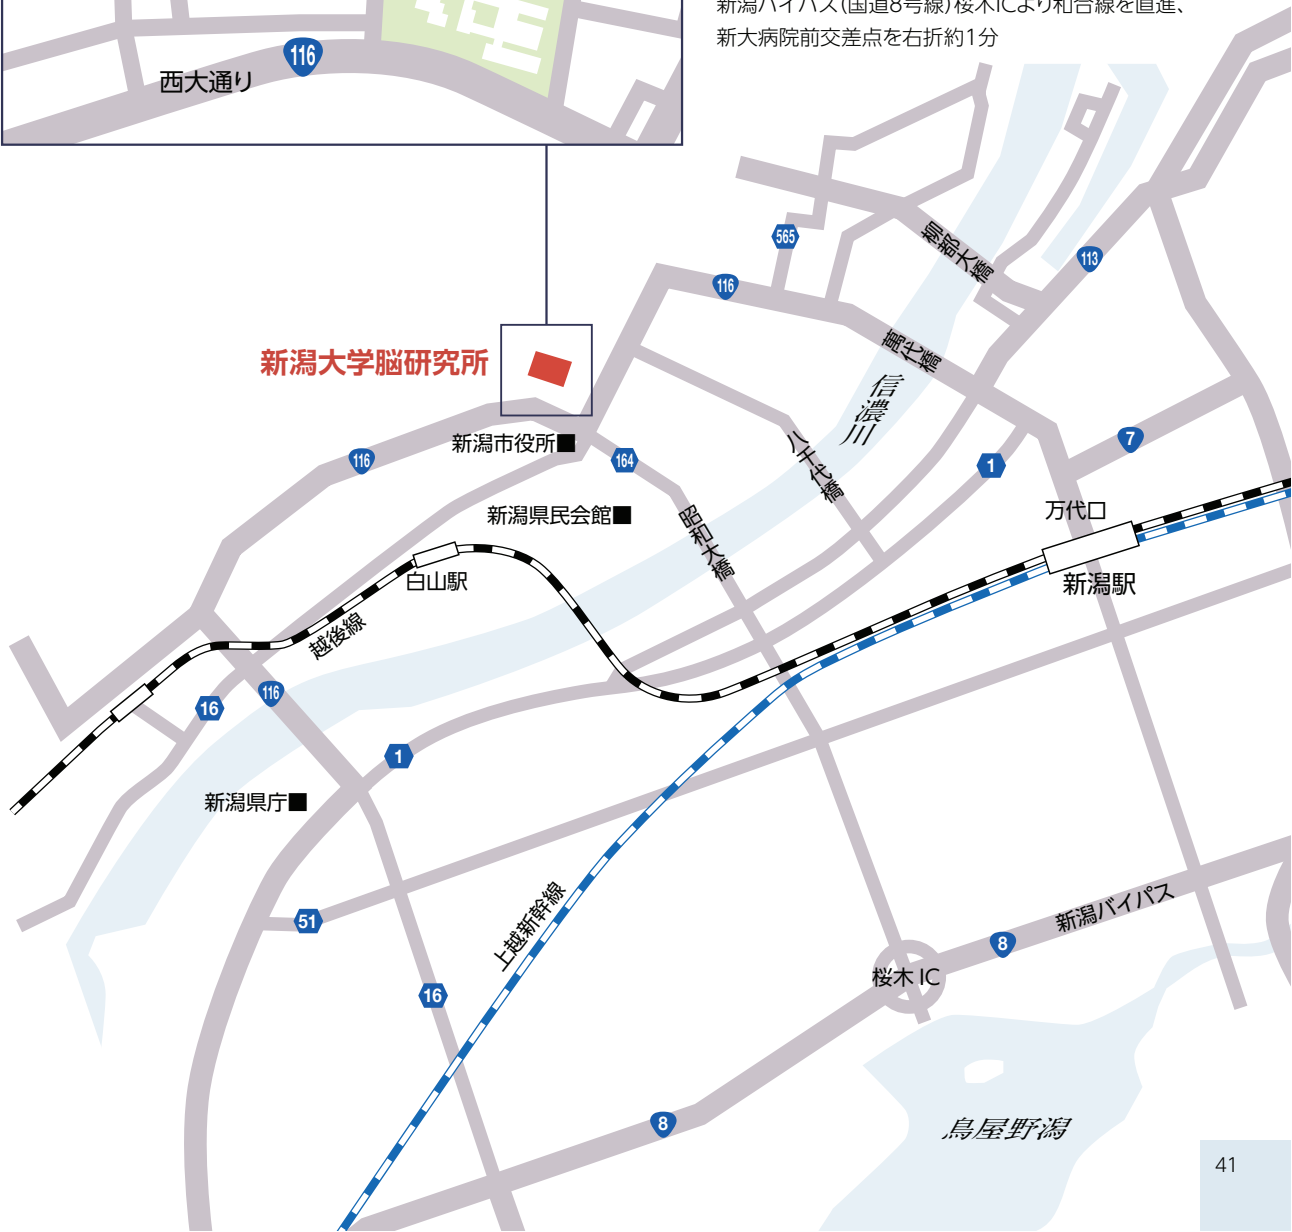 新潟バイパス(国道8号線)桜木ICより和合線を直進、
新大病院前交差点を右折約1分
116
西大通り
565
柳都大橋
113
116
新潟大学脳研究所
萬代橋
信濃川
新潟市役所■
116
164
八千代橋
7
1
新潟県民会館■
昭和大橋
万代口
白山駅
新潟駅
越後線
116
16
1
新潟県庁■
51
上越新幹線
新潟バイパス
8
桜木 IC
16
8
鳥屋野潟
41